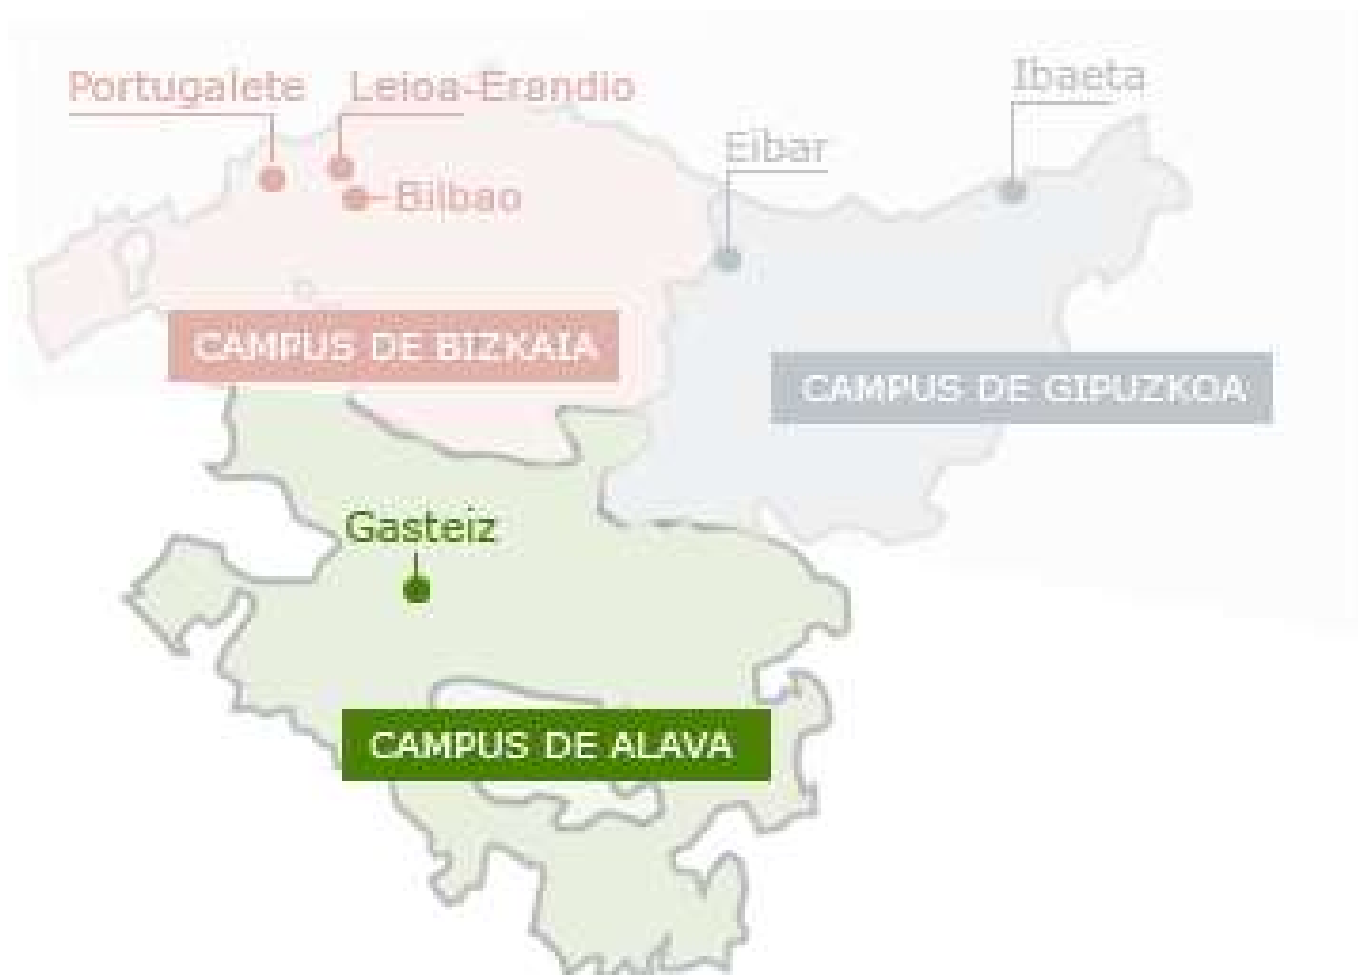 Portugalete
Leioa-Erandio
Ibaeta
Eibar
Bilbao
CAMPUS DE BIZKAIA
CAMPUS DE GIPUZKOA
Gasteiz
CAMPUS DE ALAVA